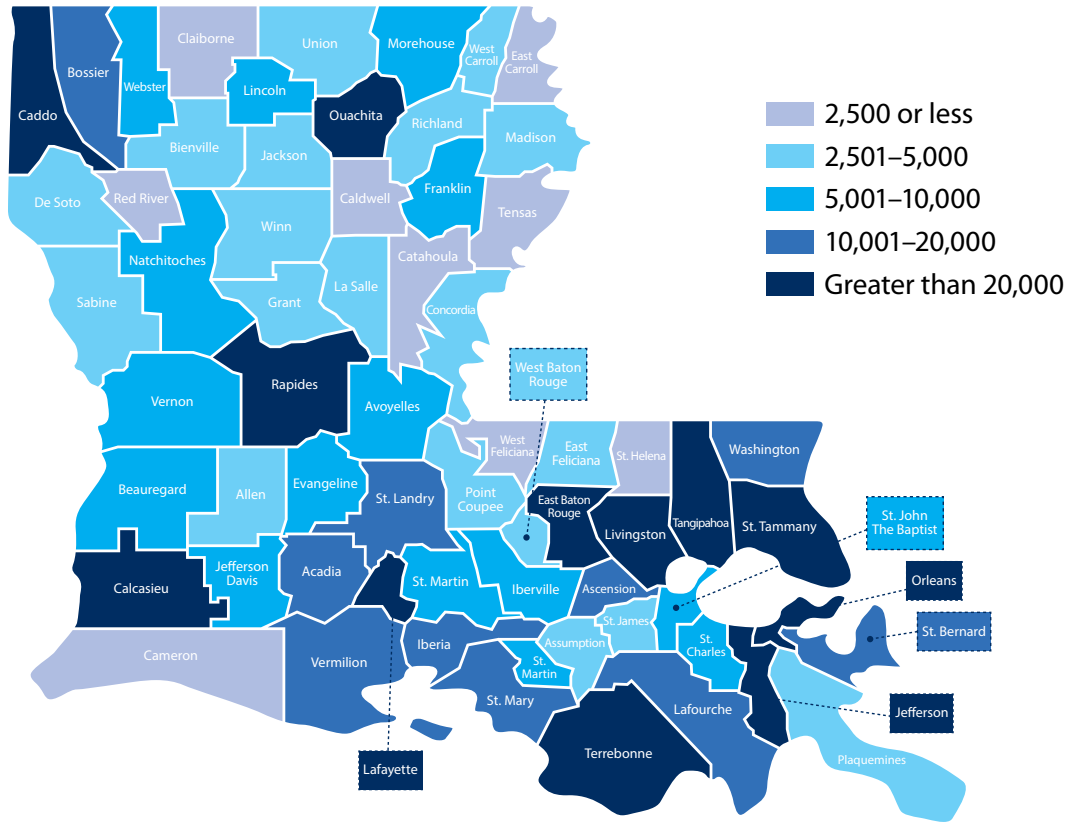 Claiborne
Union
Morehouse
West
Carroll
East
Carroll
Bossier
Webster
Lincoln
Caddo
Ouachita
Richland
Madison
Bienville
Jackson
De Soto
Red River
Caldwell
Franklin
Tensas
Winn
Natchitoches
Catahoula
Sabine
Grant
La Salle
Concordia
Rapides
Vernon
Avoyelles
West Baton
Rouge
West
Feliciana
East
Feliciana
St. Helena
Washington
Beauregard
Allen
Evangeline
St. Landry
Point
Coupee
East Baton
Rouge
Livingston
Tangipahoa
St. Tammany
St. John
The Baptist
Calcasieu
Jefferson
Davis
Acadia
St. Martin
Iberville
Ascension
Orleans
Cameron
Vermilion
Iberia
St. Martin
Assumption
St. James
St.
Charles
St. Bernard
St. Mary
Lafourche
Jefferson
Lafayette
Terrebonne
Plaquemines
2,500 or less
2,501–5,000
5,001–10,000
10,001–20,000
Greater than 20,000